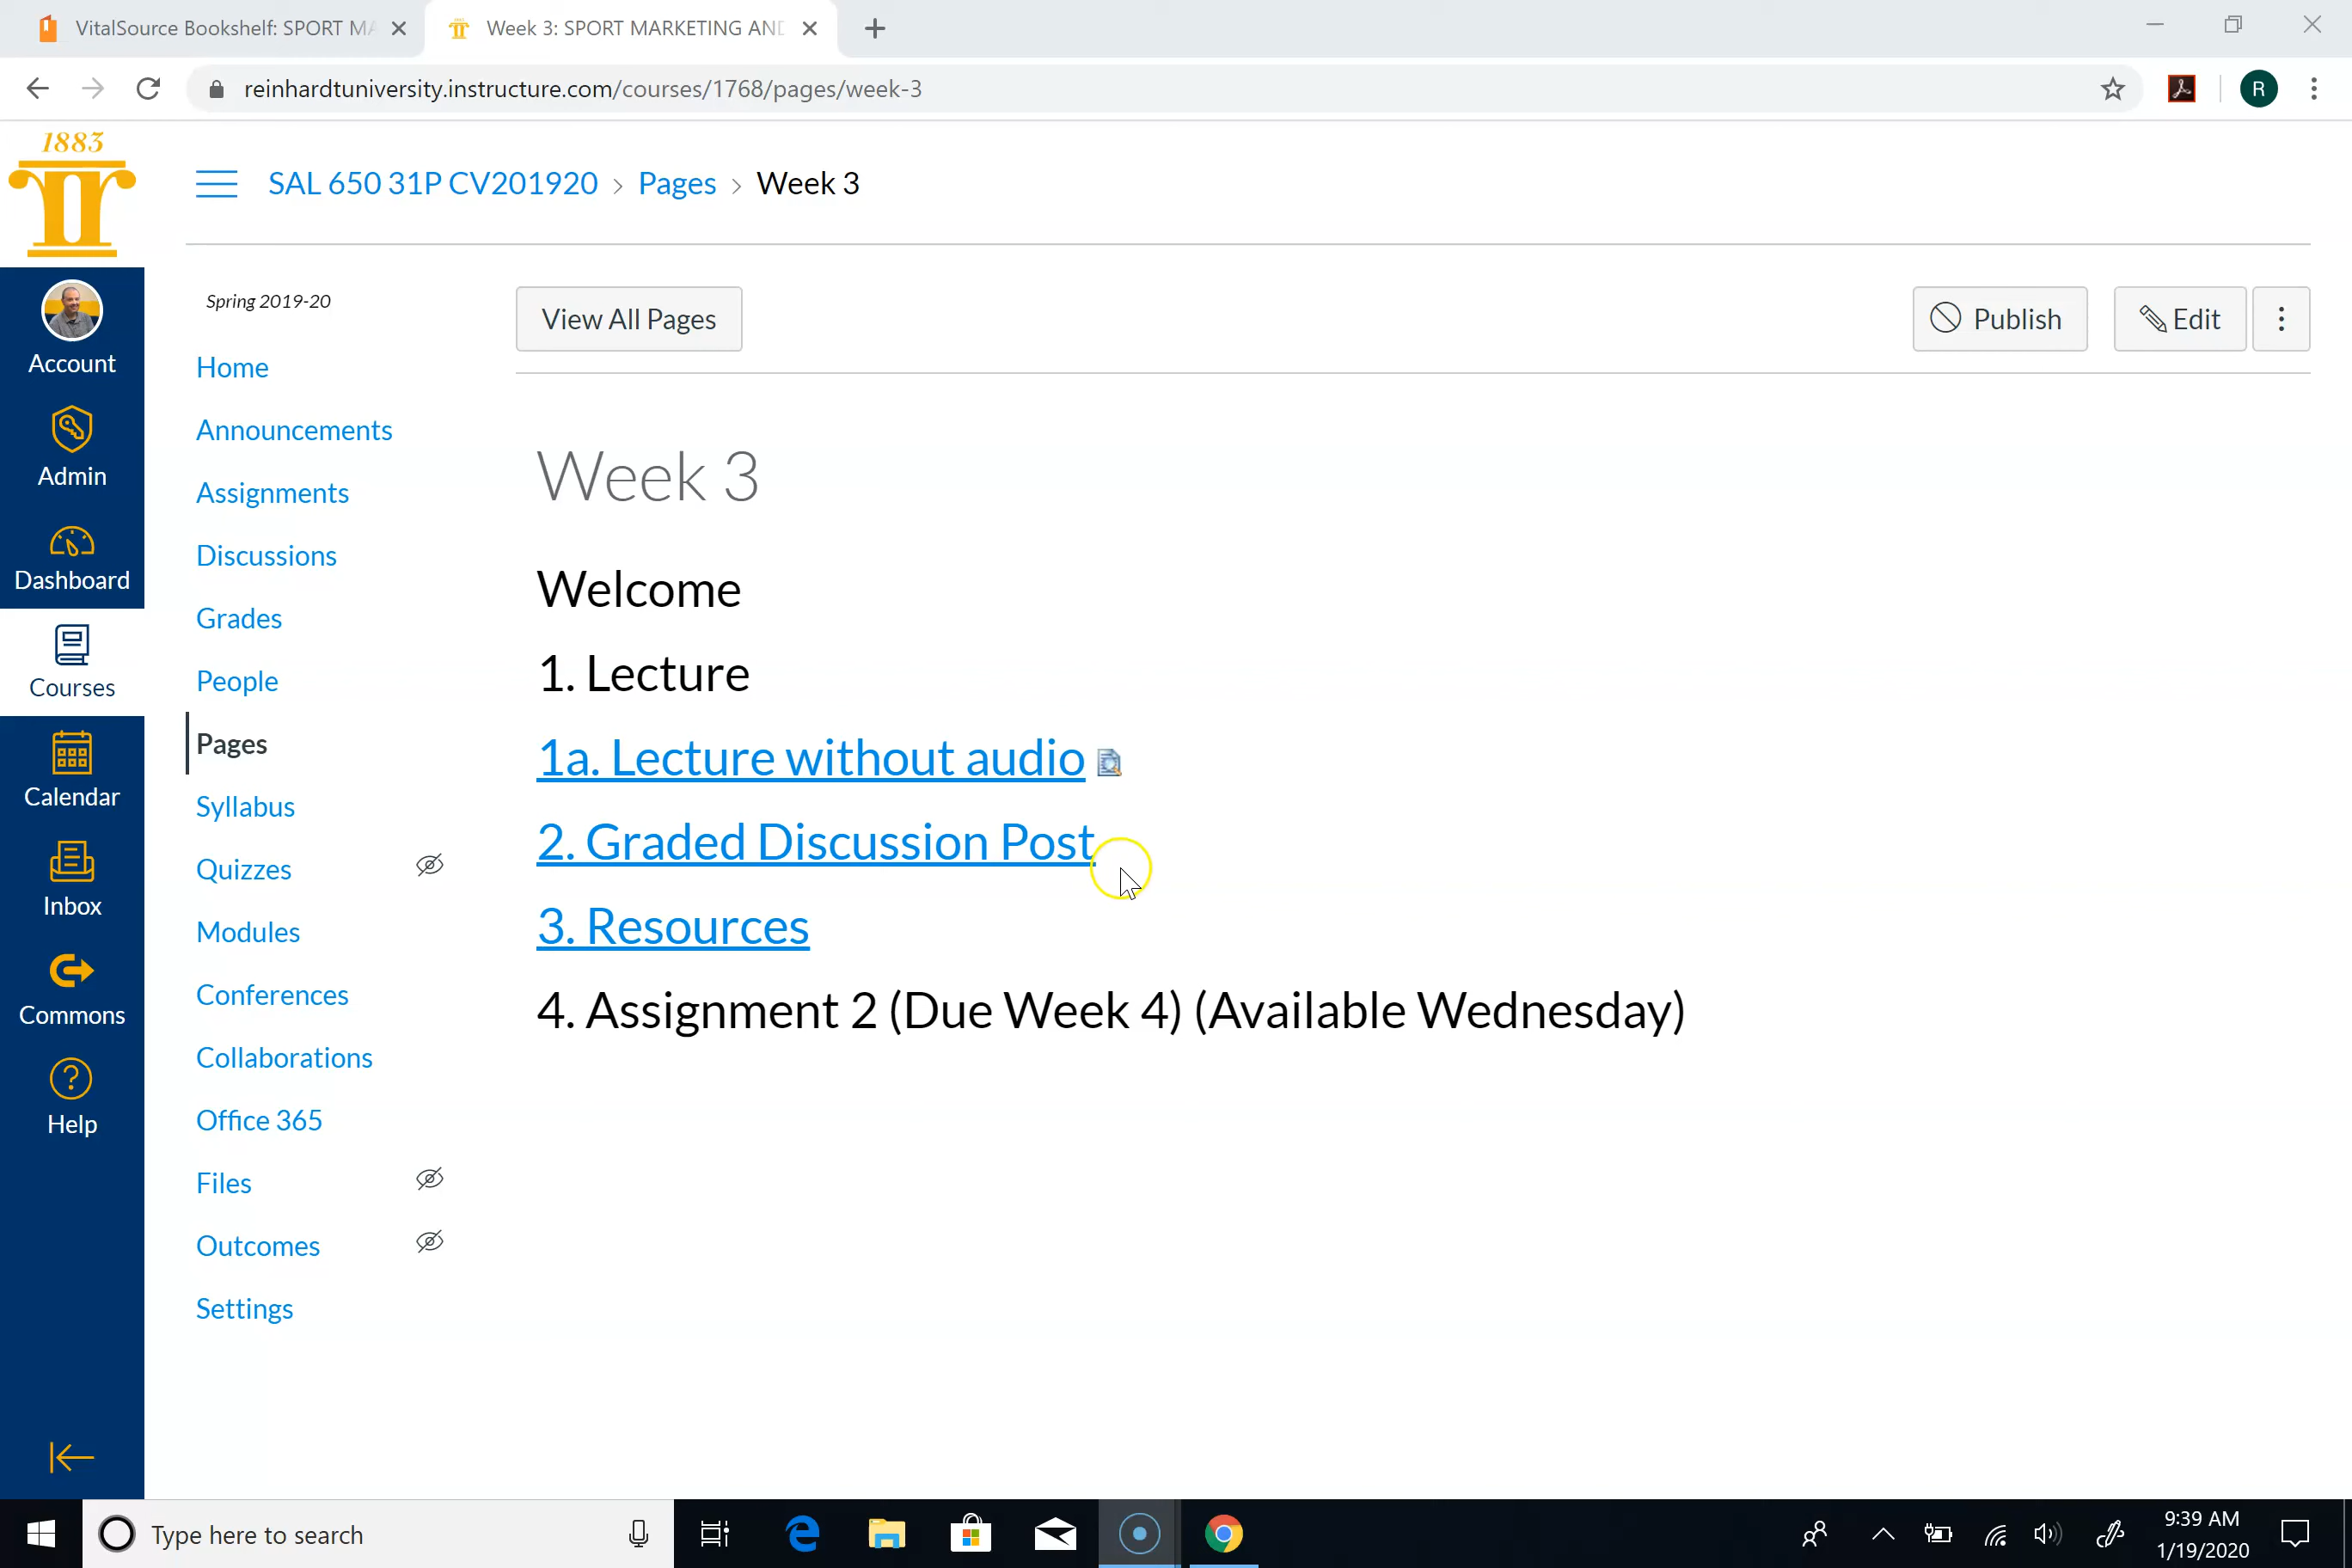 VitalSource Bookshelf: SPORT MA
Week 3: SPORT MARKETING AND
reinhardtuniversity.instructure.com/courses/1768/pages/week-3
R
1883
SAL 650 31P CV201920 > Pages > Week 3
Spring 2019-20
View All Pages
Publish
Edit
Account
Admin
Dashboard
Courses
Calendar
Inbox
Commons
Help
Home
Announcements
Assignments
Discussions
Grades
People
Pages
Syllabus
Quizzes
Modules
Conferences
Collaborations
Office 365
Files
Outcomes
Settings
Week 3
Welcome
1. Lecture
1a. Lecture without audio
2. Graded Discussion Post
3. Resources
4. Assignment 2 (Due Week 4) (Available Wednesday)
Type here to search
9:39 AM
1/19/2020